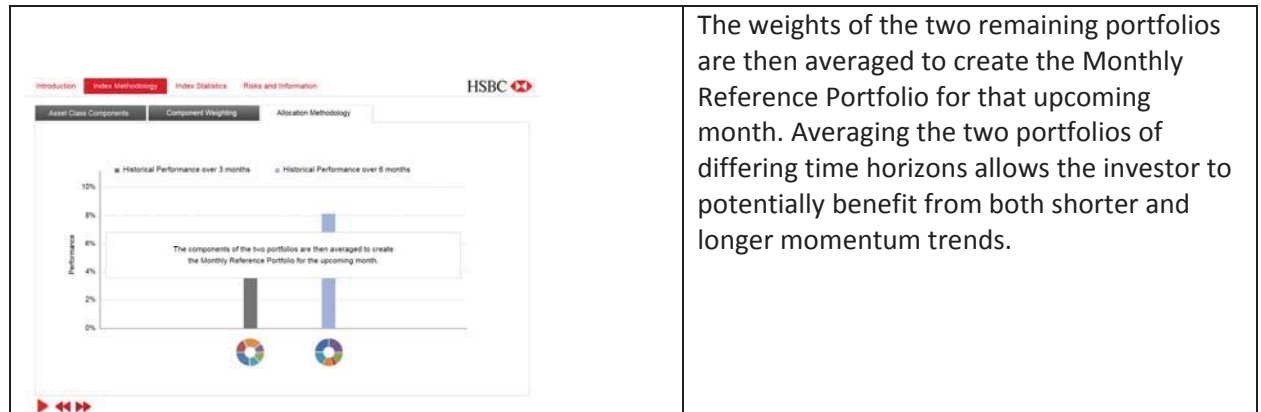 Introduction Index Methodology Index Statistics Risks and Information HSBC
Asset Class Components Component Weighting Allocation Methodology
Historical Performance over 3 months Historical Performance over 6 months
10%
8%
6%
4%
2%
0%
Performance
The components of the two portfolios are then averaged to create
the Monthly Reference Portfolio for the upcoming month.
The weights of the two remaining portfolios
are then averaged to create the Monthly
Reference Portfolio for that upcoming
month. Averaging the two portfolios of
differing time horizons allows the investor to
potentially benefit from both shorter and
longer momentum trends.